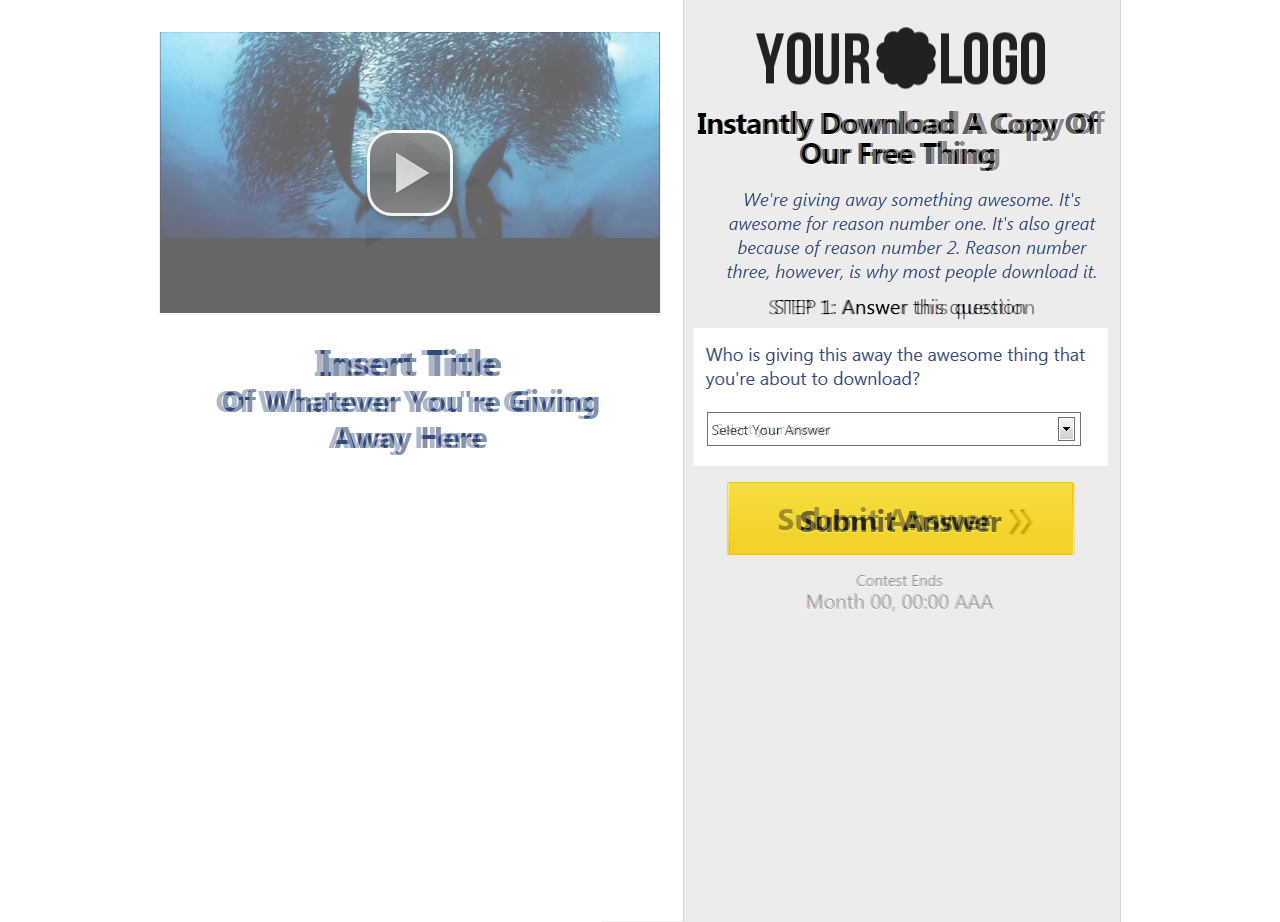 Insert Title
Of Whatever You're Giving
Away Here
YOUR LOGO
Instantly Download A Copy Of
Our Free Thing
We're giving away something awesome. It's
awesome for reason number one. It's also great
because of reason number 2. Reason number
three, however, is why most people download it.
STEP 1: Answer this question
Who is giving this away the awesome thing that
you're about to download?
Select Your Answer
Submit Answer
Contest Ends
Month 00, 00:00 AAA